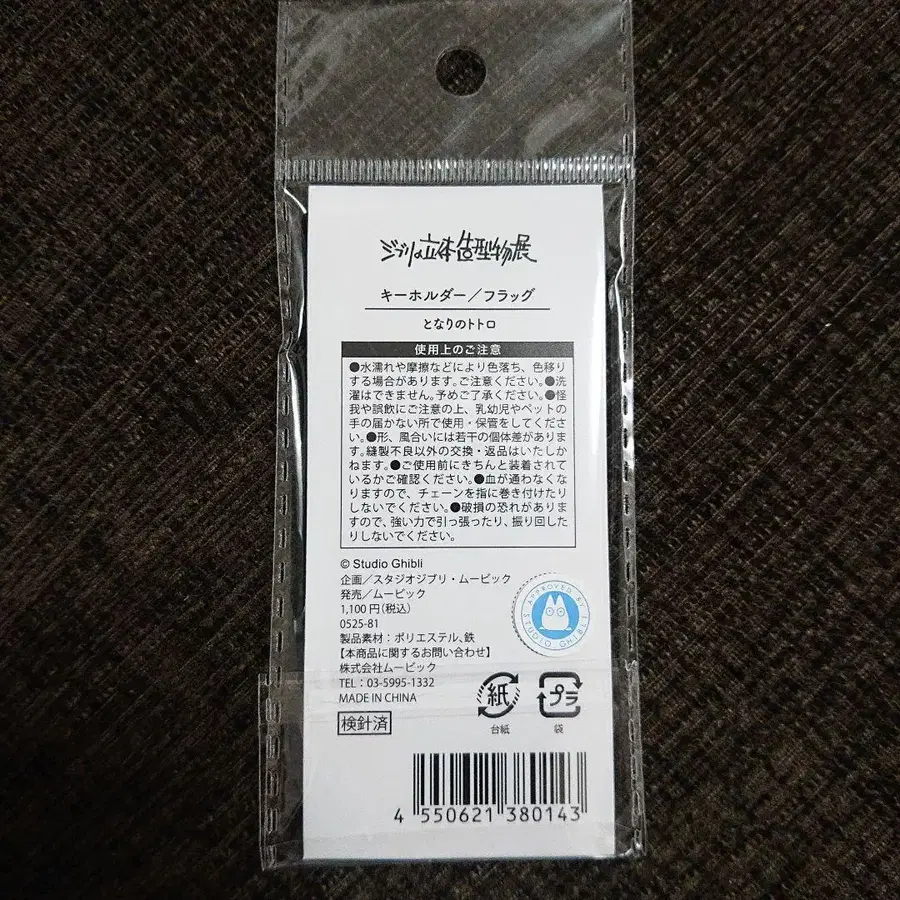 ジブリの立体造型物展
キーホルダー／フラッグ
となりのトトロ
使用上のご注意
●水濡れや摩擦などにより色落ち、色移り
する場合があります。ご注意ください。●洗
濯はできません。予めご了承ください。●怪
我や誤飲にご注意の上、乳幼児やペットの
手の届かない所で使用・保管をしてくださ
い。●形、風合いには若干の個体差がありま
す。縫製不良以外の交換・返品はいたしか
ねます。●ご使用前にきちんと装着されて
いるかご確認ください。●血が通わなくな
りますので、チェーンを指に巻き付けたり
しないでください。●破損の恐れがありま
すので、強い力で引っ張ったり、振り回した
りしないでください。
© Studio Ghibli
企画／スタジオジブリ・ムービック
発売／ムービック
1,100円（税込）
0525-81
製品素材：ポリエステル、鉄
【本商品に関するお問い合わせ】
株式会社ムービック
TEL：03-5995-1332
MADE IN CHINA
検針済
APPROVED BY
STUDIO GHIBLI
紙
台紙
プラ
袋
4 550621 380143